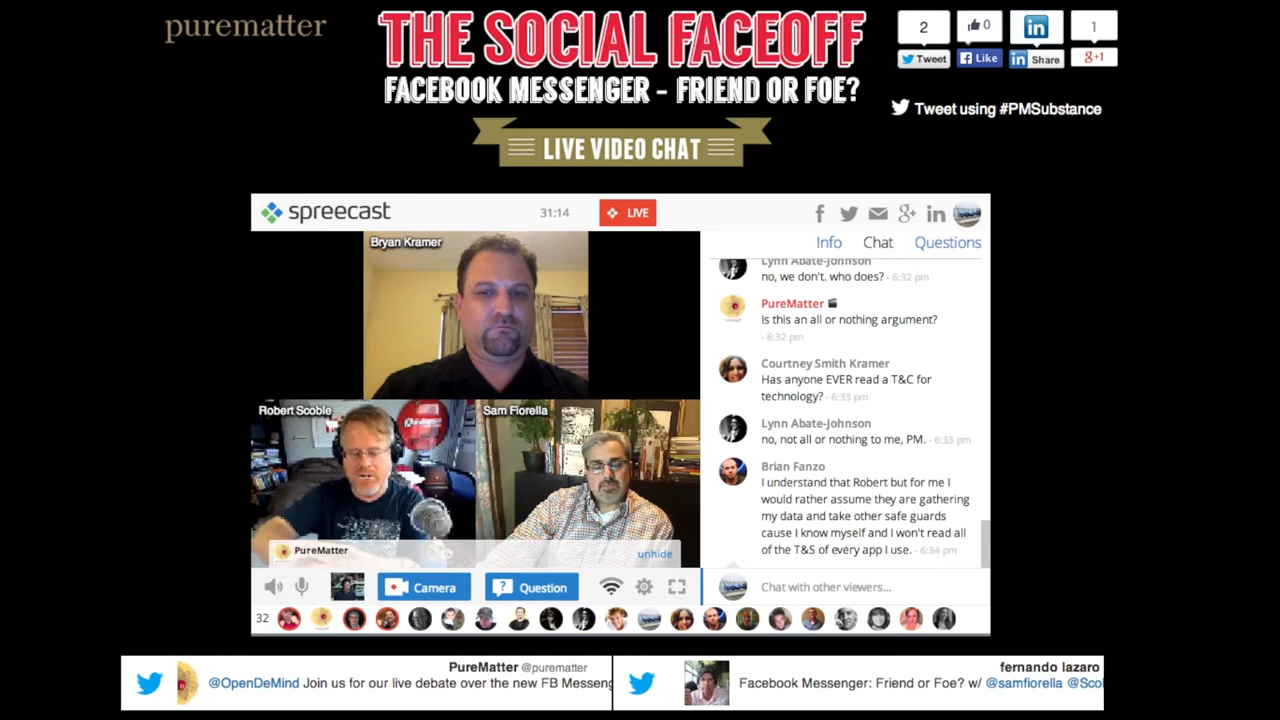 purematter
THE SOCIAL FACEOFF
FACEBOOK MESSENGER - FRIEND OR FOE?
LIVE VIDEO CHAT
2
0
1
Tweet
Like
in Share
g+1
Tweet using #PMSubstance
spreecast
31:14
LIVE
Bryan Kramer
Robert Scoble
Sam Fiorella
PureMatter
unhide
Camera
Question
32
Info
Chat
Questions
Lynn Abate-Johnson
no, we don't. who does? - 6:32 pm
PureMatter
Is this an all or nothing argument?
- 6:32 pm
Courtney Smith Kramer
Has anyone EVER read a T&C for
technology? - 6:33 pm
Lynn Abate-Johnson
no, not all or nothing to me, PM. - 6:33 pm
Brian Fanzo
I understand that Robert but for me I
would rather assume they are gathering
my data and take other safe guards
cause I know myself and I won't read all
of the T&S of every app I use. - 6:34 pm
Chat with other viewers...
PureMatter @purematter
@OpenDeMind Join us for our live debate over the new FB Messeng
fernando lazaro
Facebook Messenger: Friend or Foe? w/ @samfiorella @Sco